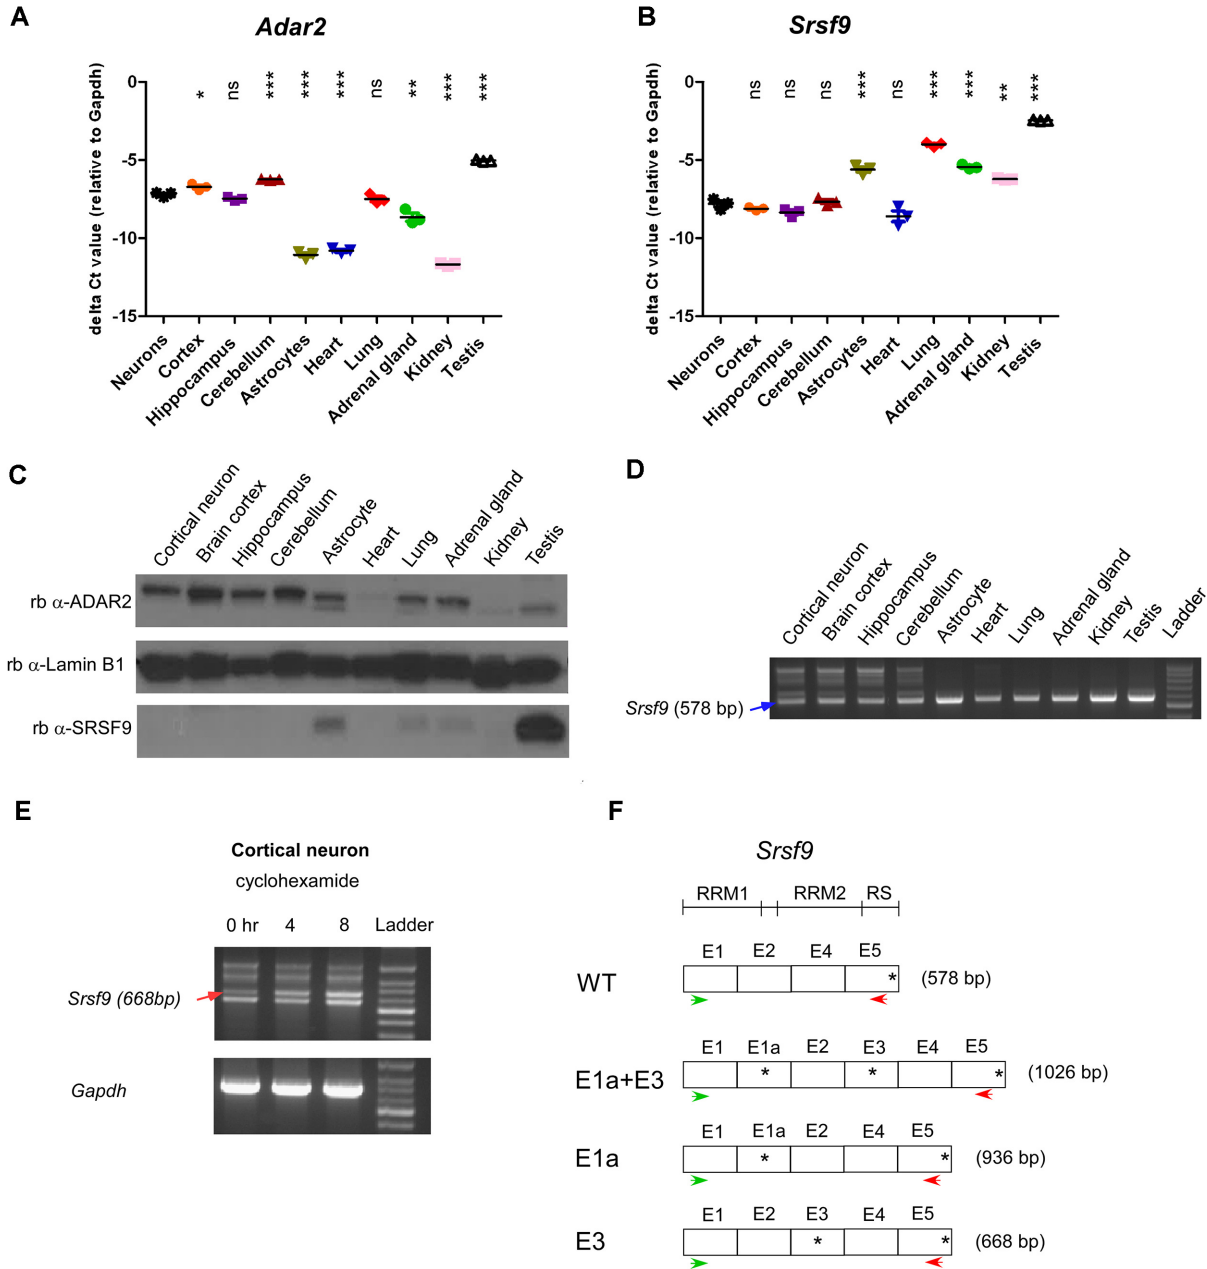 A
Adar2
delta Ct value (relative to Gapdh)
0
-5
-10
-15
* ns *** *** *** ns ** *** ***
Neurons
Cortex
Hippocampus
Cerebellum
Astrocytes
Heart
Lung
Adrenal gland
Kidney
Testis
B
Srsf9
delta Ct value (relative to Gapdh)
0
-5
-10
-15
ns ns ns *** ns *** *** ** ***
Neurons
Cortex
Hippocampus
Cerebellum
Astrocytes
Heart
Lung
Adrenal gland
Kidney
Testis
C
Cortical neuron
Brain cortex
Hippocampus
Cerebellum
Astrocyte
Heart
Lung
Adrenal gland
Kidney
Testis
rb α-ADAR2
rb α-Lamin B1
rb α-SRSF9
D
Cortical neuron
Brain cortex
Hippocampus
Cerebellum
Astrocyte
Heart
Lung
Adrenal gland
Kidney
Testis
Ladder
Srsf9 (578 bp)
E
Cortical neuron
cyclohexamide
0 hr 4 8 Ladder
Srsf9 (668bp)
Gapdh
F
Srsf9
RRM1 RRM2 RS
E1 E2 E4 E5
WT * (578 bp)
E1 E1a E2 E3 E4 E5
E1a+E3 * * * (1026 bp)
E1 E1a E2 E4 E5
E1a * * (936 bp)
E1 E2 E3 E4 E5
E3 * * (668 bp)